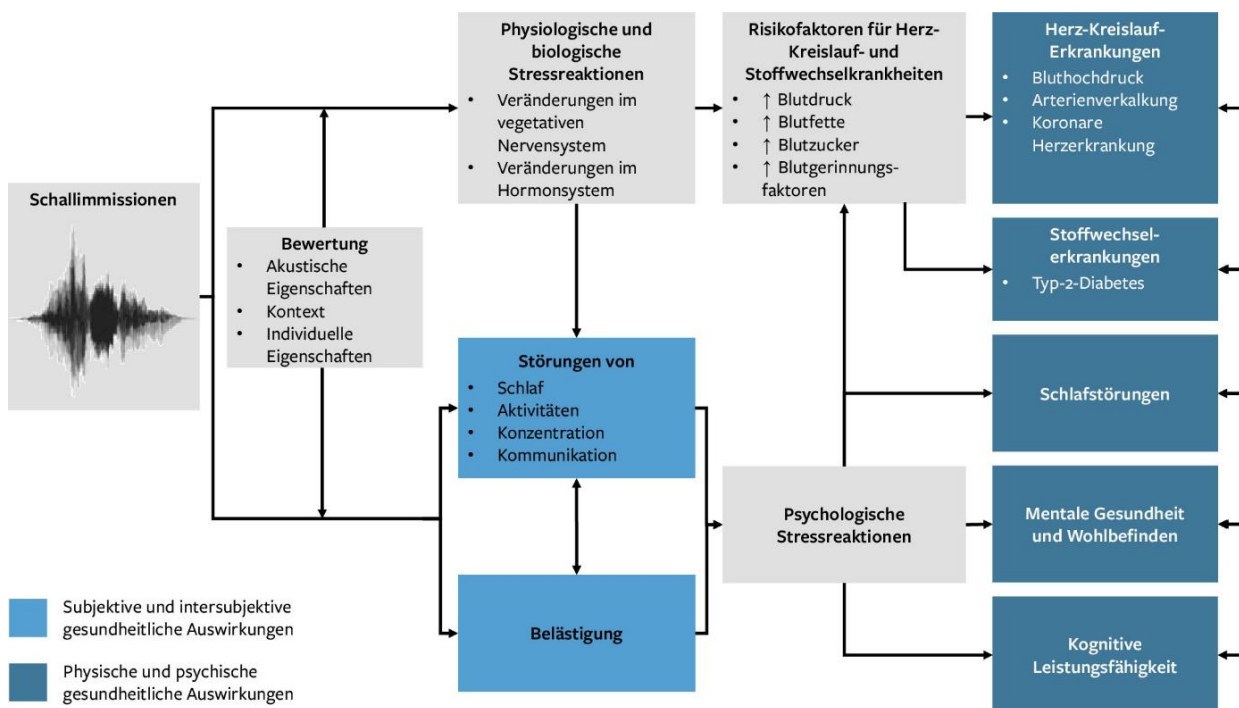 Schallimmissionen
Bewertung
• Akustische
Eigenschaften
• Kontext
• Individuelle
Eigenschaften
Physiologische und
biologische
Stressreaktionen
• Veränderungen im
vegetativen
Nervensystem
• Veränderungen im
Hormonsystem
Störungen von
• Schlaf
• Aktivitäten
• Konzentration
• Kommunikation
Belästigung
Risikofaktoren für Herz-
Kreislauf- und
Stoffwechselkrankheiten
• ↑ Blutdruck
• ↑ Blutfette
• ↑ Blutzucker
• ↑ Blutgerinnungs-
faktoren
Psychologische
Stressreaktionen
Herz-Kreislauf-
Erkrankungen
• Bluthochdruck
• Arterienverkalkung
• Koronare
Herzerkrankung
Stoffwechsel-
erkrankungen
• Typ-2-Diabetes
Schlafstörungen
Mentale Gesundheit
und Wohlbefinden
Kognitive
Leistungsfähigkeit
Subjektive und intersubjektive
gesundheitliche Auswirkungen
Physische und psychische
gesundheitliche Auswirkungen